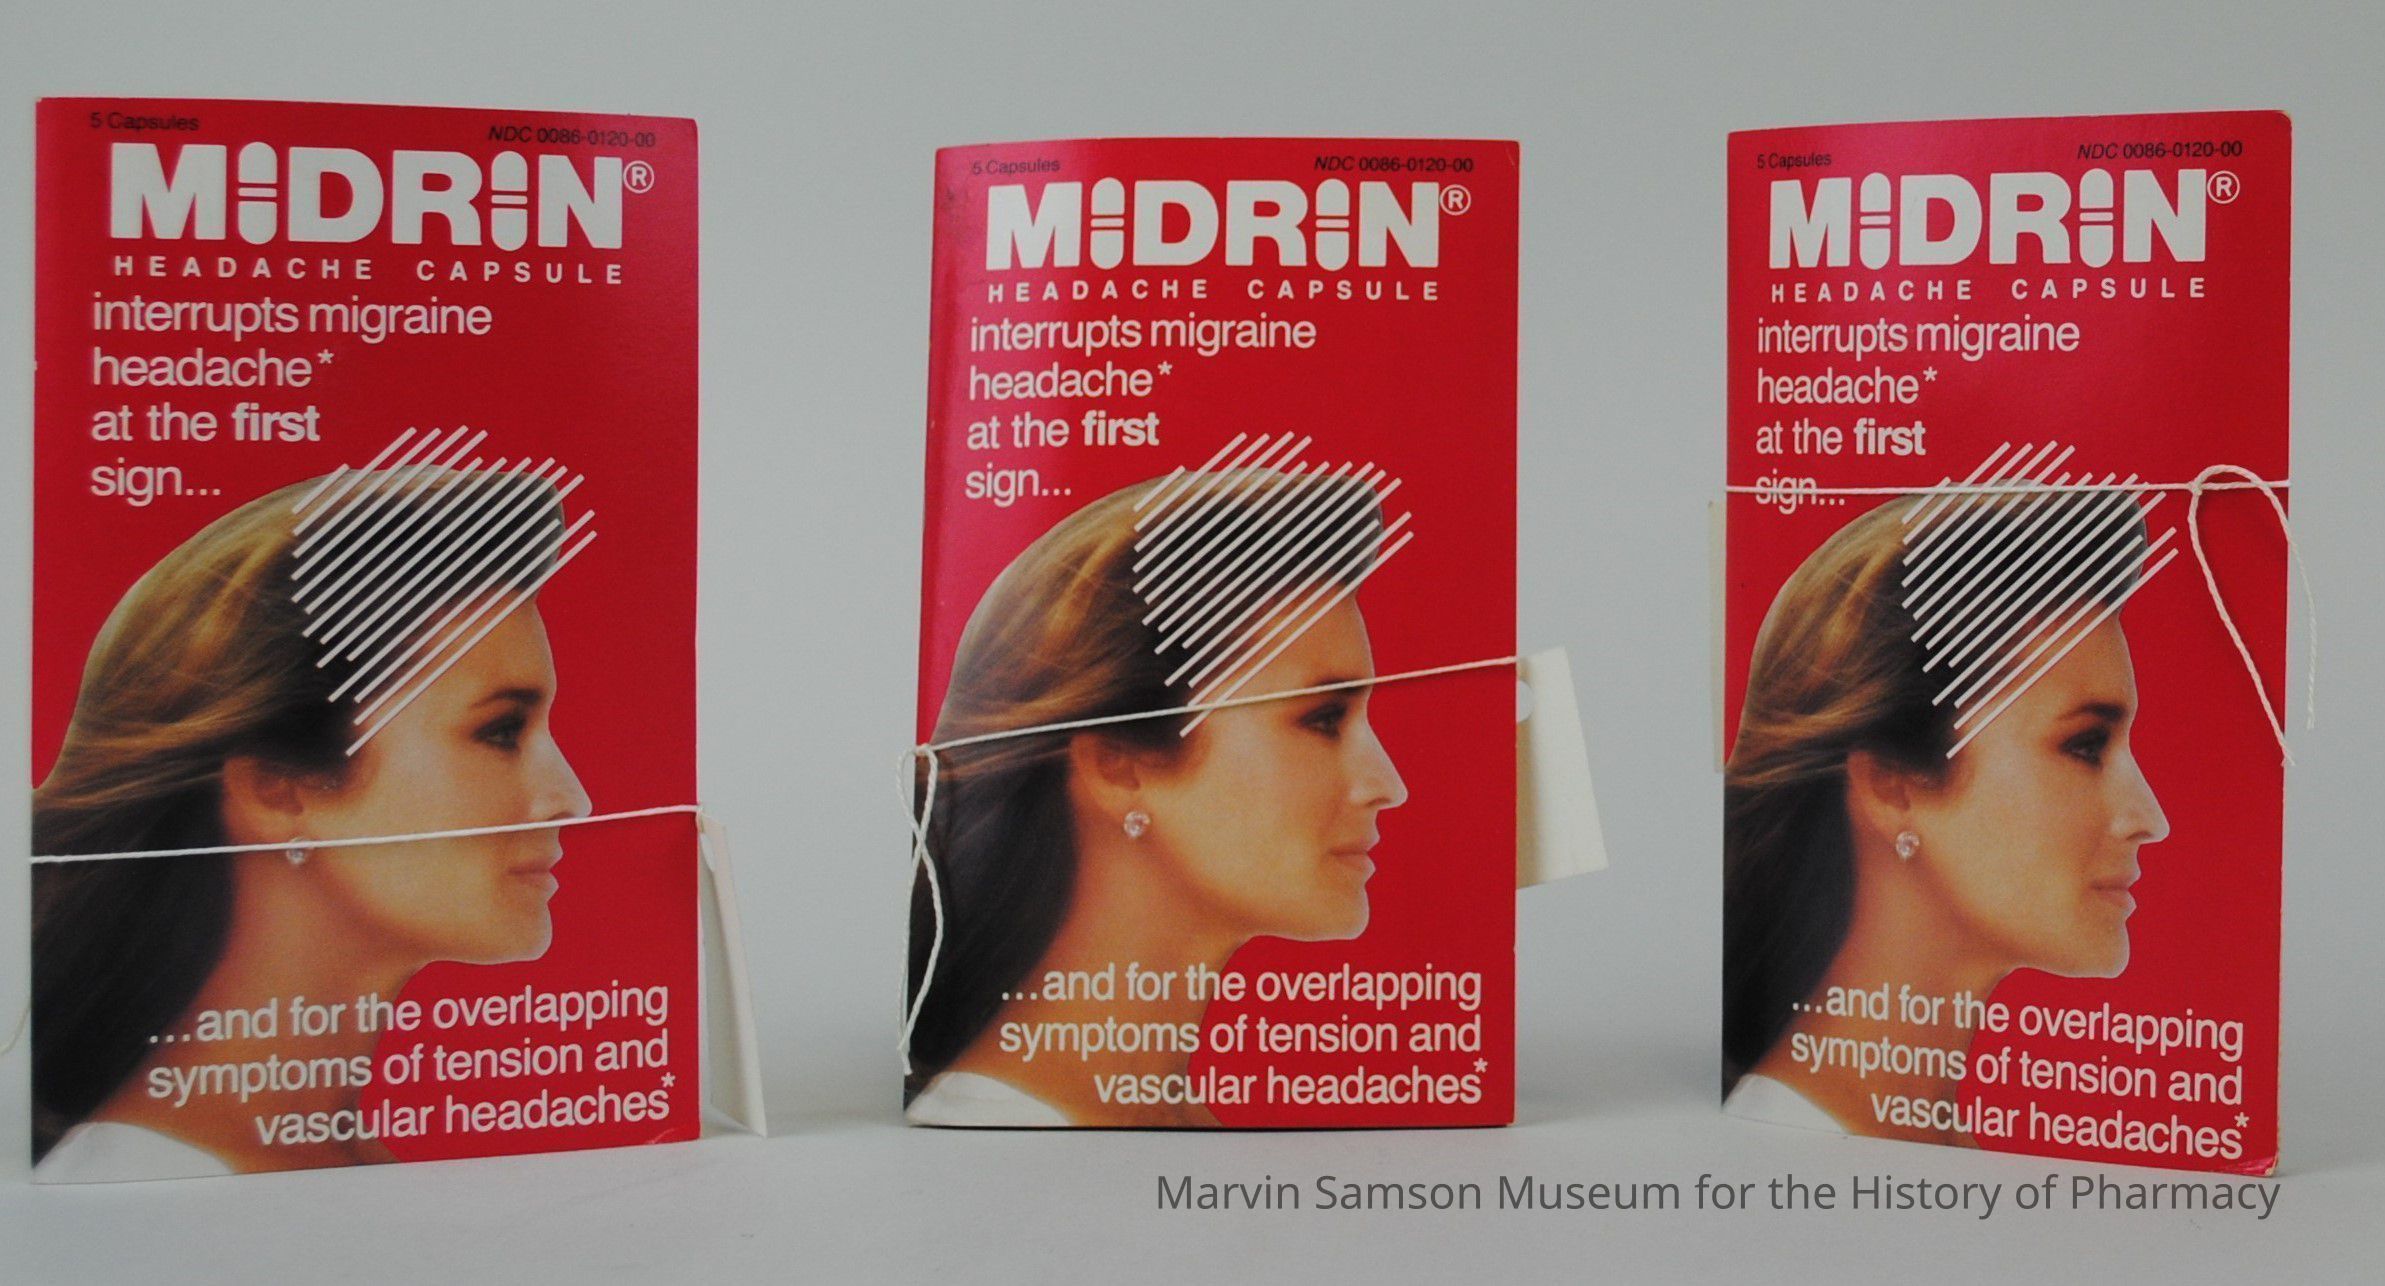 5 Capsules
NDC 0086-0120-00
MIDRIN®
HEADACHE CAPSULE
interrupts migraine
headache*
at the first
sign...
...and for the overlapping
symptoms of tension and
vascular headaches*
5 Capsules
NDC 0086-0120-00
MIDRIN®
HEADACHE CAPSULE
interrupts migraine
headache*
at the first
sign...
...and for the overlapping
symptoms of tension and
vascular headaches*
5 Capsules
NDC 0086-0120-00
MIDRIN®
HEADACHE CAPSULE
interrupts migraine
headache*
at the first
sign...
...and for the overlapping
symptoms of tension and
vascular headaches*
Marvin Samson Museum for the History of Pharmacy